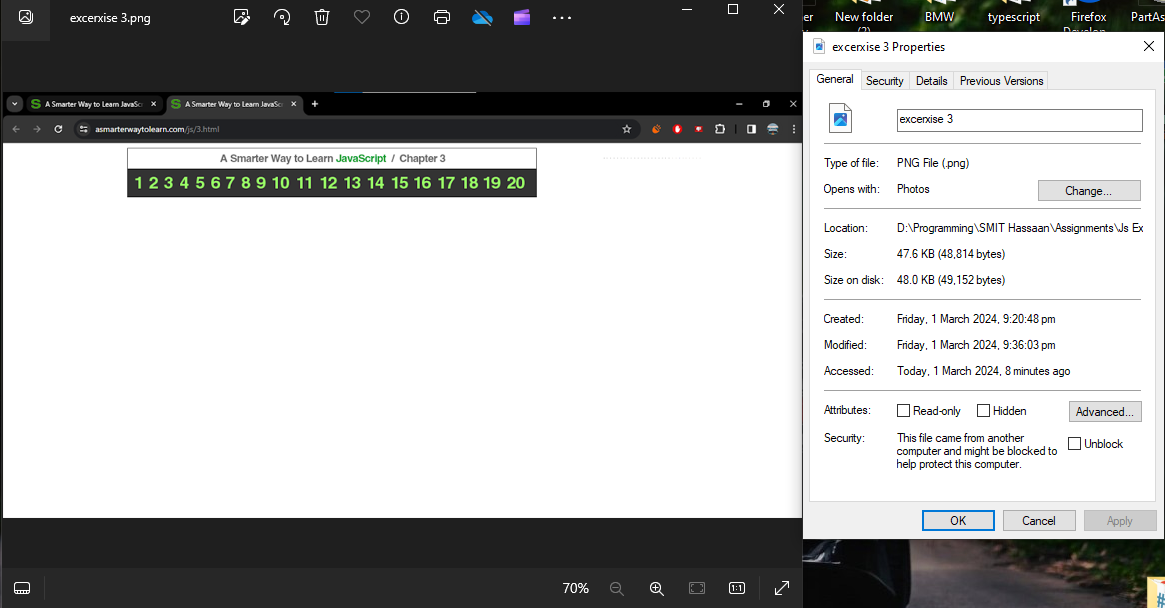 excerxise 3.png
A Smarter Way to Learn JavaSc
A Smarter Way to Learn JavaSc
asmarterwaytolearn.com/js/3.html
A Smarter Way to Learn JavaScript / Chapter 3
1 2 3 4 5 6 7 8 9 10 11 12 13 14 15 16 17 18 19 20
70%
er
New folder
(2)
BMW
typescript
Firefox
Develop
PartAs
excerxise 3 Properties
General
Security
Details
Previous Versions
excerxise 3
Type of file: PNG File (.png)
Opens with: Photos
Change...
Location: D:\Programming\SMIT Hassaan\Assignments\Js Ex
Size: 47.6 KB (48,814 bytes)
Size on disk: 48.0 KB (49,152 bytes)
Created: Friday, 1 March 2024, 9:20:48 pm
Modified: Friday, 1 March 2024, 9:36:03 pm
Accessed: Today, 1 March 2024, 8 minutes ago
Attributes: Read-only Hidden
Advanced...
Security: This file came from another
computer and might be blocked to
help protect this computer.
Unblock
OK
Cancel
Apply